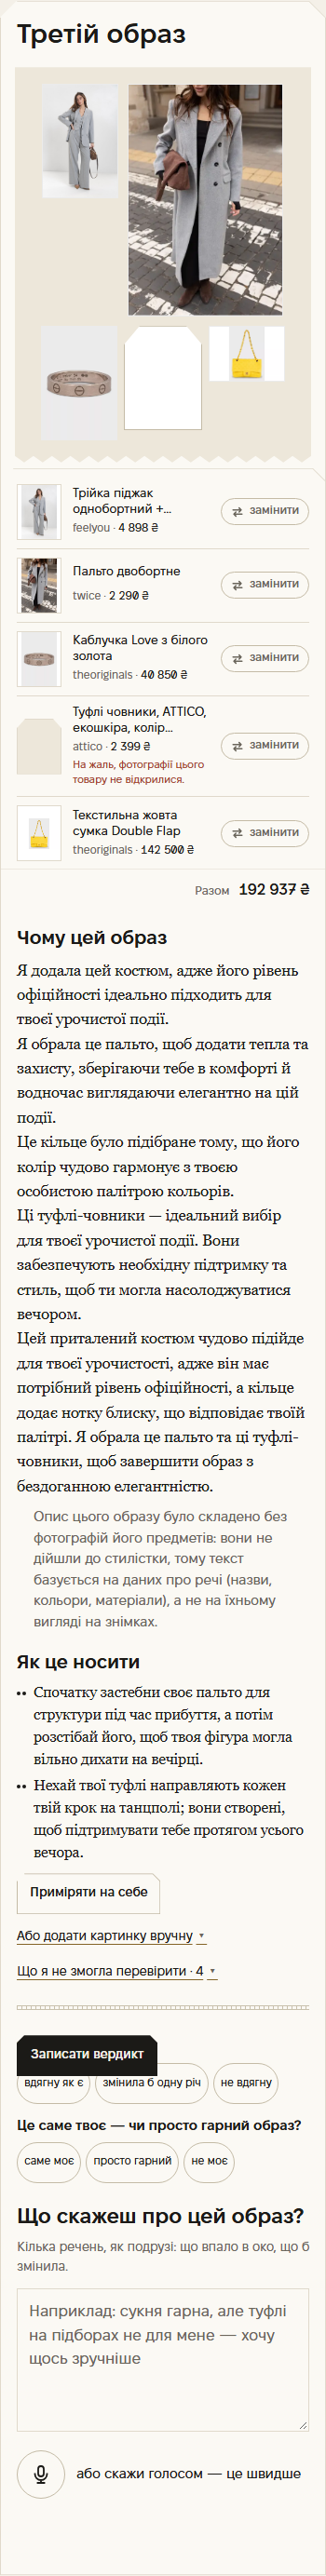 Третій образ
Трійка піджак
однобортний +...
feelyou · 4 898 ₴
замінити
Пальто двобортне
twice · 2 290 ₴
замінити
Каблучка Love з білого
золота
theoriginals · 40 850 ₴
замінити
Туфлі човники, ATTICO,
екошкіра, колір...
attico · 2 399 ₴
На жаль, фотографії цього
товару не відкрилися.
замінити
Текстильна жовта
сумка Double Flap
theoriginals · 142 500 ₴
замінити
Разом 192 937 ₴
Чому цей образ
Я додала цей костюм, адже його рівень
офіційності ідеально підходить для
твоєї урочистої події.
Я обрала це пальто, щоб додати тепла та
захисту, зберігаючи тебе в комфорті й
водночас виглядаючи елегантно на цій
події.
Це кільце було підібране тому, що його
колір чудово гармонує з твоєю
особистою палітрою кольорів.
Ці туфлі-човники — ідеальний вибір
для твоєї урочистої події. Вони
забезпечують необхідну підтримку та
стиль, щоб ти могла насолоджуватися
вечором.
Цей приталений костюм чудово підійде
для твоєї урочистості, адже він має
потрібний рівень офіційності, а кільце
додає нотку блиску, що відповідає твоїй
палітрі. Я обрала це пальто та ці туфлі-
човники, щоб завершити образ з
бездоганною елегантністю.
Опис цього образу було складено без
фотографій його предметів: вони не
дійшли до стилістки, тому текст
базується на даних про речі (назви,
кольори, матеріали), а не на їхньому
вигляді на знімках.
Як це носити
Спочатку застебни своє пальто для
структури під час прибуття, а потім
розстібай його, щоб твоя фігура могла
вільно дихати на вечірці.
Нехай твої туфлі направляють кожен
твій крок на танцполі; вони створені,
щоб підтримувати тебе протягом усього
вечора.
Приміряти на себе
Або додати картинку вручну
Що я не змогла перевірити · 4
Записати вердикт
вдягну як є
змінила б одну річ
не вдягну
Це саме твоє — чи просто гарний образ?
саме моє
просто гарний
не моє
Що скажеш про цей образ?
Кілька речень, як подрузі: що впало в око, що б
змінила.
Наприклад: сукня гарна, але туфлі
на підборах не для мене — хочу
щось зручніше
або скажи голосом — це швидше